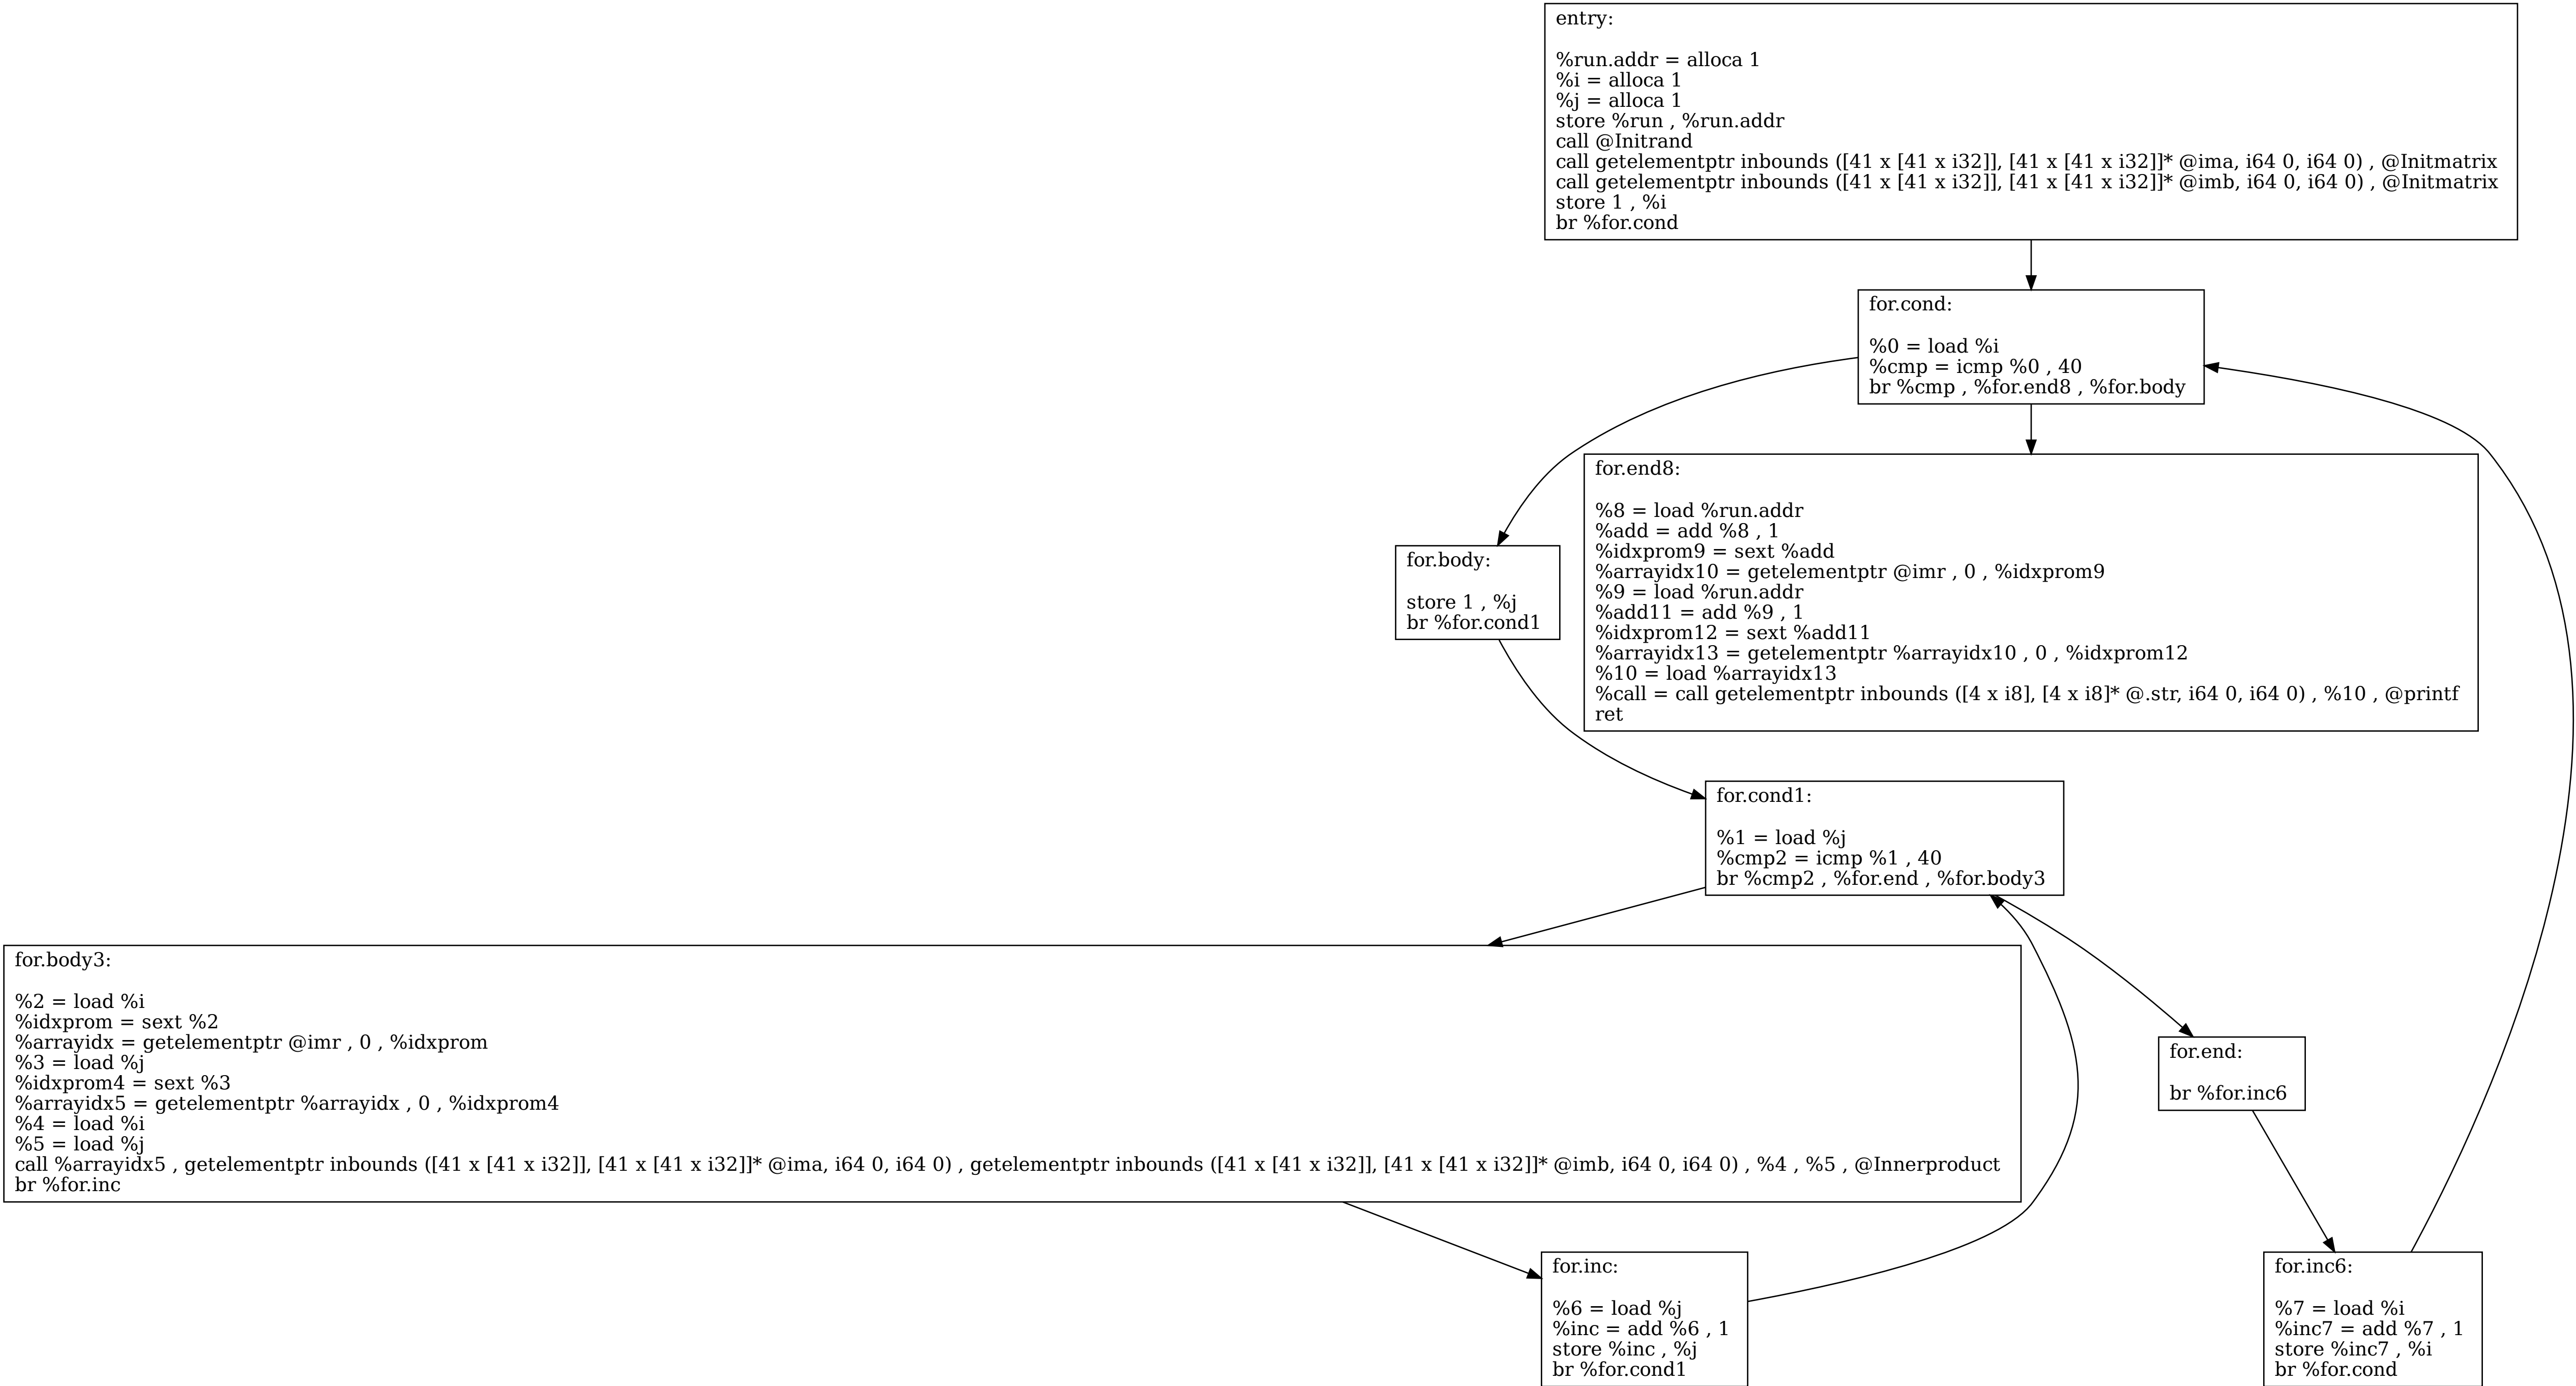 entry:
%run.addr = alloca 1
%i = alloca 1
%j = alloca 1
store %run , %run.addr
call @Initrand
call getelementptr inbounds ([41 x [41 x i32]], [41 x [41 x i32]]* @ima, i64 0, i64 0) , @Initmatrix
call getelementptr inbounds ([41 x [41 x i32]], [41 x [41 x i32]]* @imb, i64 0, i64 0) , @Initmatrix
store 1 , %i
br %for.cond
for.cond:
%0 = load %i
%cmp = icmp %0 , 40
br %cmp , %for.end8 , %for.body
for.end8:
%8 = load %run.addr
%add = add %8 , 1
%idxprom9 = sext %add
%arrayidx10 = getelementptr @imr , 0 , %idxprom9
%9 = load %run.addr
%add11 = add %9 , 1
%idxprom12 = sext %add11
%arrayidx13 = getelementptr %arrayidx10 , 0 , %idxprom12
%10 = load %arrayidx13
%call = call getelementptr inbounds ([4 x i8], [4 x i8]* @.str, i64 0, i64 0) , %10 , @printf
ret
for.body:
store 1 , %j
br %for.cond1
for.cond1:
%1 = load %j
%cmp2 = icmp %1 , 40
br %cmp2 , %for.end , %for.body3
for.body3:
%2 = load %i
%idxprom = sext %2
%arrayidx = getelementptr @imr , 0 , %idxprom
%3 = load %j
%idxprom4 = sext %3
%arrayidx5 = getelementptr %arrayidx , 0 , %idxprom4
%4 = load %i
%5 = load %j
call %arrayidx5 , getelementptr inbounds ([41 x [41 x i32]], [41 x [41 x i32]]* @ima, i64 0, i64 0) , getelementptr inbounds ([41 x [41 x i32]], [41 x [41 x i32]]* @imb, i64 0, i64 0) , %4 , %5 , @Innerproduct
br %for.inc
for.end:
br %for.inc6
for.inc:
%6 = load %j
%inc = add %6 , 1
store %inc , %j
br %for.cond1
for.inc6:
%7 = load %i
%inc7 = add %7 , 1
store %inc7 , %i
br %for.cond